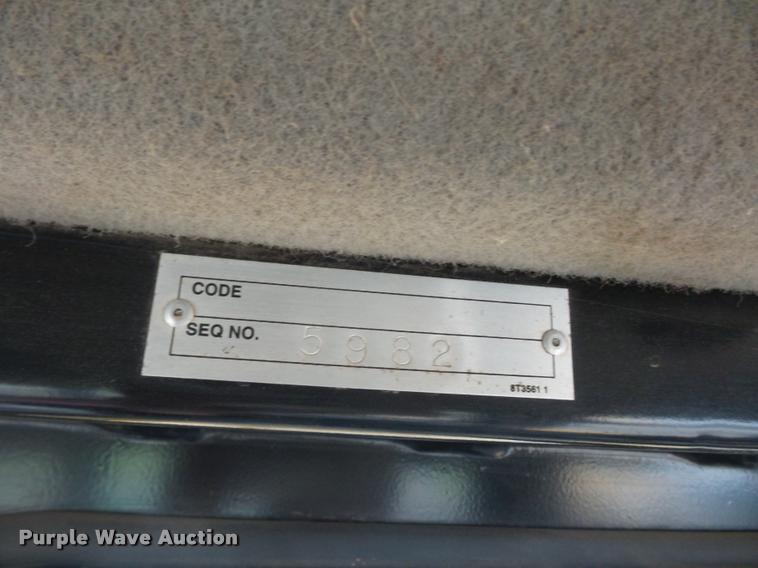 CODE
SEQ NO. 5982
8T3561 1
Purple Wave Auction